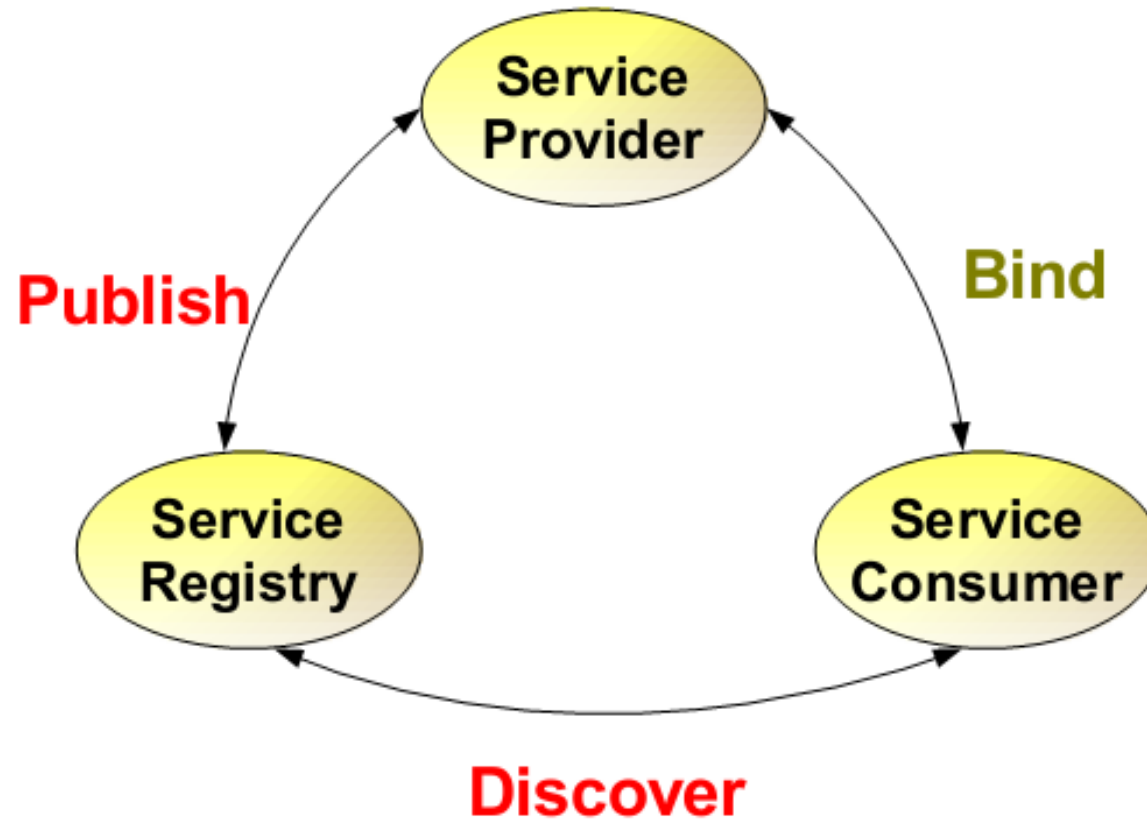 Service
Provider
Publish
Bind
Service
Registry
Service
Consumer
Discover